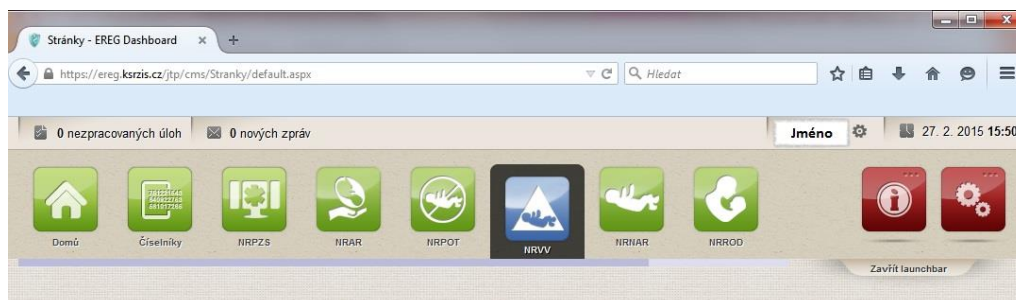 Stránky - EREG Dashboard
https://ereg.ksrzis.cz/jtp/cms/Stranky/default.aspx
Hledat
0 nezpracovaných úloh
0 nových zpráv
Jméno
27. 2. 2015 15:50
Domů
Číselníky
NRPZS
NRAR
NRPOT
NRVV
NRNAR
NRROD
Zavřít launchbar